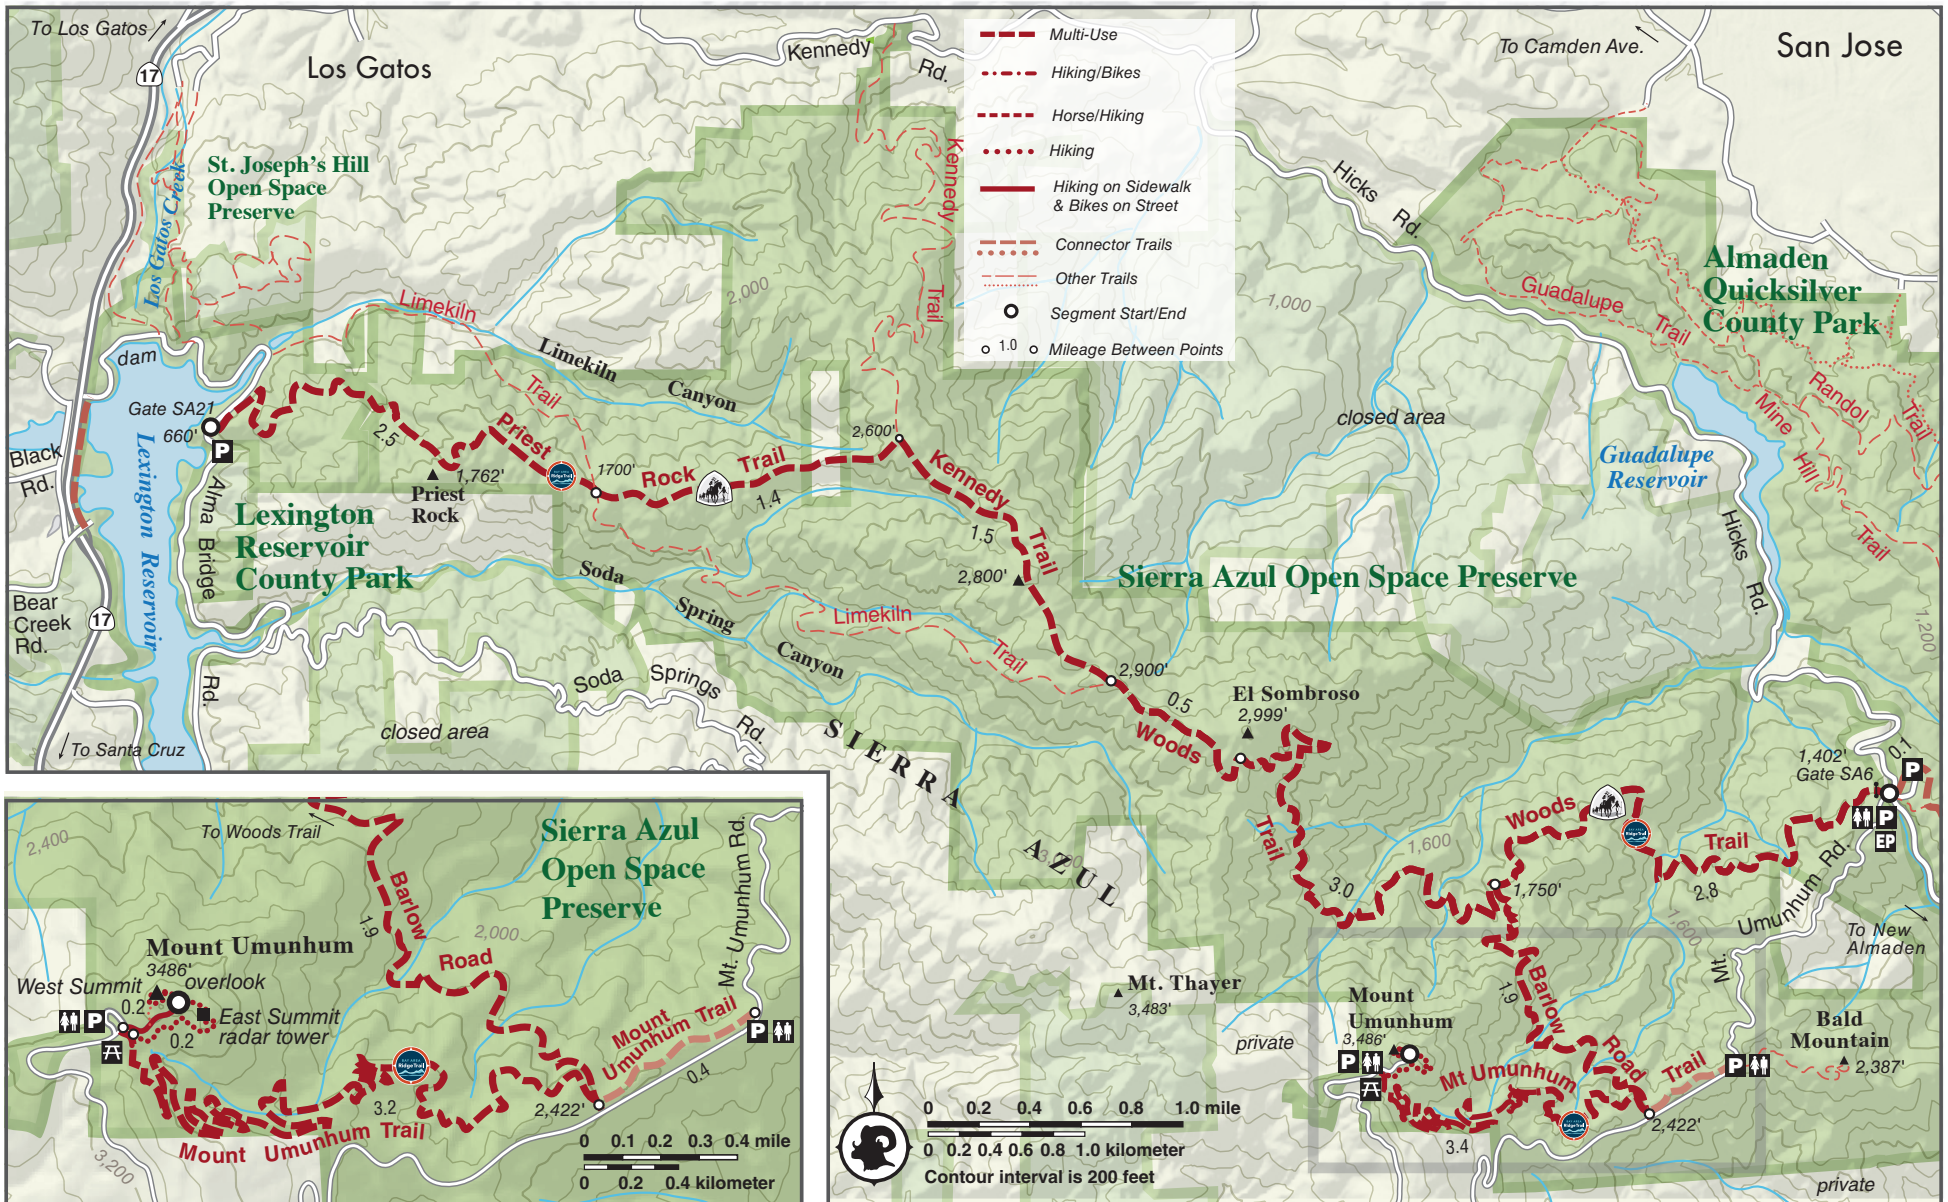 To Los Gatos
17
Los Gatos
Kennedy
Rd.
To Camden Ave.
San Jose
Multi-Use
Hiking/Bikes
Horse/Hiking
Hiking
Hiking on Sidewalk
& Bikes on Street
Connector Trails
Other Trails
Segment Start/End
1.0
Mileage Between Points
St. Joseph's Hill
Open Space
Preserve
Los Gatos Creek
Kennedy
Trail
Hicks
Rd.
2,000
1,000
Almaden
Quicksilver
County Park
Guadalupe
Trail
Limekiln
Trail
Limekiln
Canyon
dam
Gate SA21
660'
P
2.5
Priest
1,762'
Priest
Rock
1700'
Rock
Trail
1.4
2,600'
Kennedy
Trail
1.5
2,800'
closed area
Guadalupe
Reservoir
Mine
Hill
Trail
Randol
Trail
Black
Rd.
Lexington Reservoir
Alma Bridge
Rd.
Lexington
Reservoir
County Park
Soda
Spring
Canyon
Limekiln
Trail
Sierra Azul Open Space Preserve
Hicks
Rd.
1,200
Bear
Creek
Rd.
17
To Santa Cruz
closed area
Soda
Springs
Rd.
2,900'
0.5
Woods
El Sombroso
2,999'
SIERRA
AZUL
Trail
3.0
1,600
Woods
Trail
2.8
1,750'
1,600
1,402'
Gate SA6
0.1
P
P
EP
Umunhum Rd.
Mt.
To New
Almaden
Mt. Thayer
3,483'
private
Mount
Umunhum
3,486'
P
Barlow
1.9
Road
Mt Umunhum
Trail
3.4
2,422'
P
Bald
Mountain
2,387'
private
0 0.2 0.4 0.6 0.8 1.0 mile
0 0.2 0.4 0.6 0.8 1.0 kilometer
Contour interval is 200 feet
2,400
To Woods Trail
Sierra Azul
Open Space
Preserve
Mt. Umunhum Rd.
Barlow
1.9
Road
2,000
Mount Umunhum
3486'
overlook
West Summit
0.2
P
East Summit
radar tower
0.2
Ridge Trail
3.2
Mount Umunhum Trail
2,422'
Mount
Umunhum Trail
0.4
P
3,200
0 0.1 0.2 0.3 0.4 mile
0 0.2 0.4 kilometer